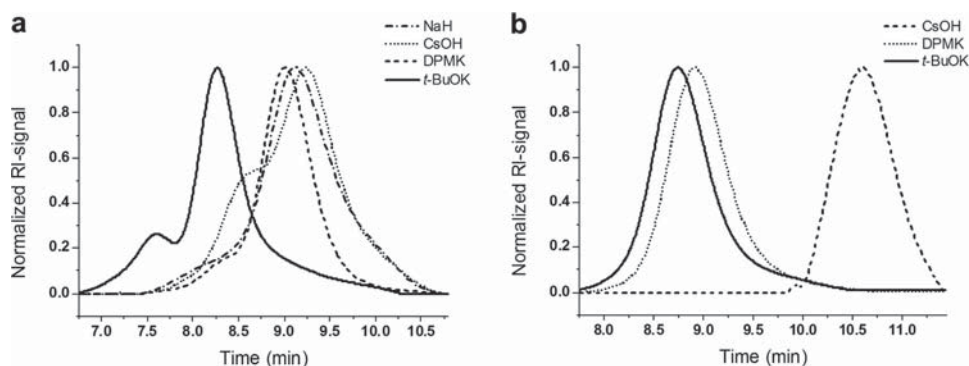 a
NaH
CsOH
DPMK
t-BuOK
1.0
0.8
0.6
0.4
0.2
0.0
Normalized RI-signal
7.0 7.5 8.0 8.5 9.0 9.5 10.0 10.5
Time (min)
b
CsOH
DPMK
t-BuOK
1.0
0.8
0.6
0.4
0.2
0.0
Normalized RI-signal
8.0 8.5 9.0 9.5 10.0 10.5 11.0
Time (min)